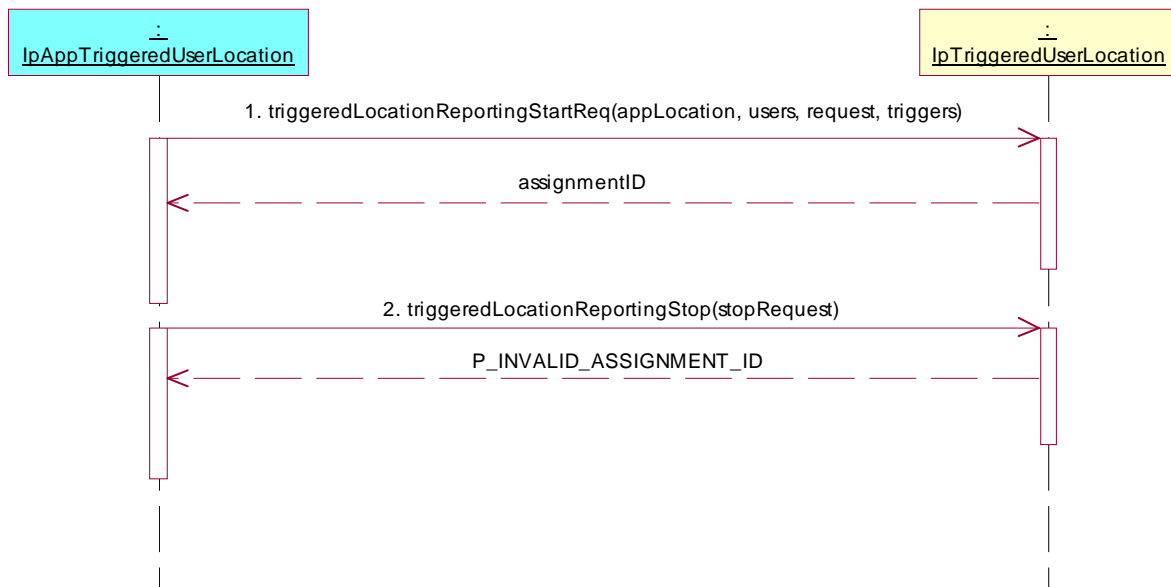 :
IpAppTriggeredUserLocation
:
IpTriggeredUserLocation
1. triggeredLocationReportingStartReq(appLocation, users, request, triggers)
assignmentID
2. triggeredLocationReportingStop(stopRequest)
P_INVALID_ASSIGNMENT_ID